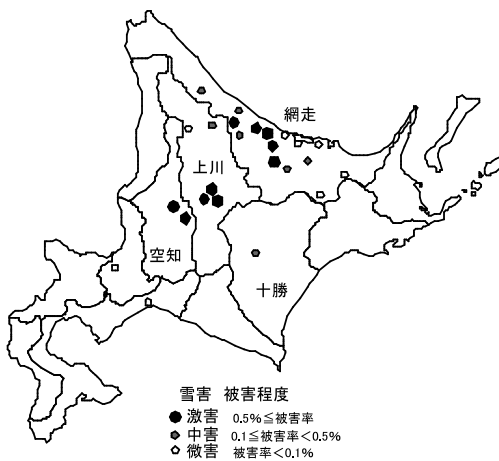 網走
上川
空知
十勝
雪害 被害程度
激害 0.5%≦被害率
中害 0.1≦被害率<0.5%
微害 被害率<0.1%